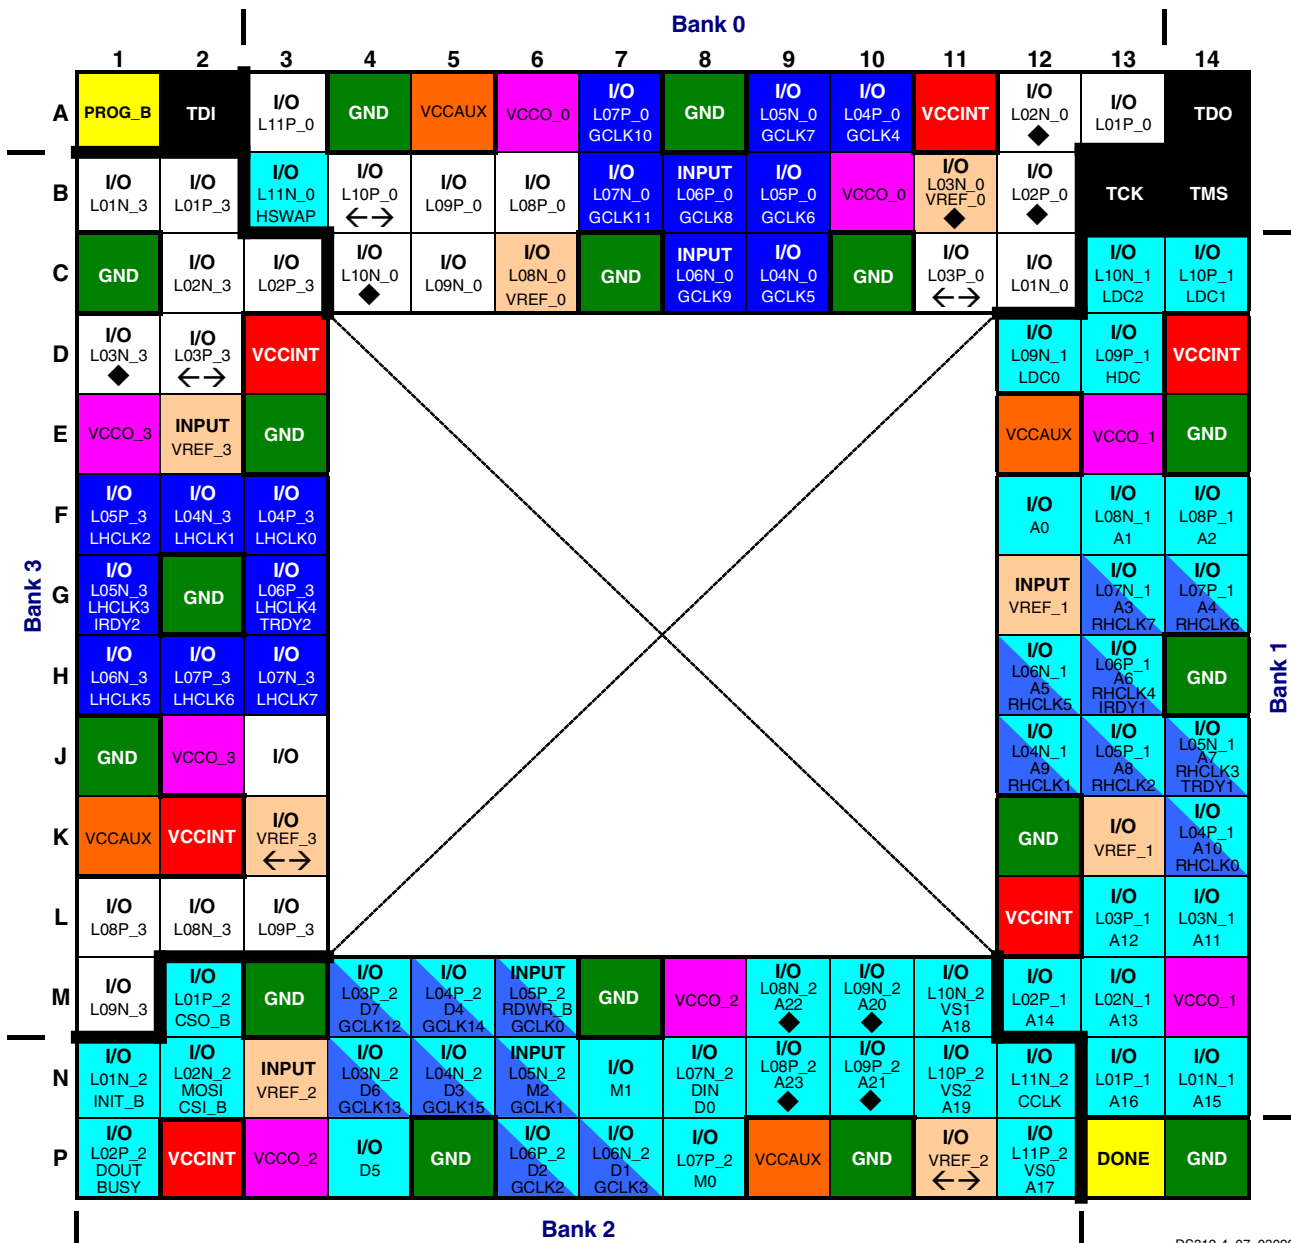 Bank 0
1 2 3 4 5 6 7 8 9 10 11 12 13 14
A
PROG_B
TDI
I/O
L11P_0
GND
VCCAUX
VCCO_0
I/O
L07P_0
GCLK10
GND
I/O
L05N_0
GCLK7
I/O
L04P_0
GCLK4
VCCINT
I/O
L02N_0
◆
I/O
L01P_0
TDO
B
I/O
L01N_3
I/O
L01P_3
I/O
L11N_0
HSWAP
I/O
L10P_0
←→
I/O
L09P_0
I/O
L08P_0
I/O
L07N_0
GCLK11
INPUT
L06P_0
GCLK8
I/O
L05P_0
GCLK6
VCCO_0
I/O
L03N_0
VREF_0
◆
I/O
L02P_0
◆
TCK
TMS
C
GND
I/O
L02N_3
I/O
L02P_3
I/O
L10N_0
◆
I/O
L09N_0
I/O
L08N_0
VREF_0
GND
INPUT
L06N_0
GCLK9
I/O
L04N_0
GCLK5
GND
I/O
L03P_0
←→
I/O
L01N_0
I/O
L10N_1
LDC2
I/O
L10P_1
LDC1
D
I/O
L03N_3
◆
I/O
L03P_3
←→
VCCINT
I/O
L09N_1
LDC0
I/O
L09P_1
HDC
VCCINT
E
VCCO_3
INPUT
VREF_3
GND
VCCAUX
VCCO_1
GND
F
I/O
L05P_3
LHCLK2
I/O
L04N_3
LHCLK1
I/O
L04P_3
LHCLK0
I/O
A0
I/O
L08N_1
A1
I/O
L08P_1
A2
Bank 3
G
I/O
L05N_3
LHCLK3
IRDY2
GND
I/O
L06P_3
LHCLK4
TRDY2
INPUT
VREF_1
I/O
L07N_1
A3
RHCLK7
I/O
L07P_1
A4
RHCLK6
H
I/O
L06N_3
LHCLK5
I/O
L07P_3
LHCLK6
I/O
L07N_3
LHCLK7
I/O
L06N_1
A5
RHCLK5
I/O
L06P_1
A6
RHCLK4
IRDY1
GND
Bank 1
J
GND
VCCO_3
I/O
I/O
L04N_1
A9
RHCLK1
I/O
L05P_1
A8
RHCLK2
I/O
L05N_1
A7
RHCLK3
TRDY1
K
VCCAUX
VCCINT
I/O
VREF_3
←→
GND
I/O
VREF_1
I/O
L04P_1
A10
RHCLK0
L
I/O
L08P_3
I/O
L08N_3
I/O
L09P_3
VCCINT
I/O
L03P_1
A12
I/O
L03N_1
A11
M
I/O
L09N_3
I/O
L01P_2
CSO_B
GND
I/O
L03P_2
D7
GCLK12
I/O
L04P_2
D4
GCLK14
INPUT
L05P_2
RDWR_B
GCLK0
GND
VCCO_2
I/O
L08N_2
A22
◆
I/O
L09N_2
A20
◆
I/O
L10N_2
VS1
A18
I/O
L02P_1
A14
I/O
L02N_1
A13
VCCO_1
N
I/O
L01N_2
INIT_B
I/O
L02N_2
MOSI
CSI_B
INPUT
VREF_2
I/O
L03N_2
D6
GCLK13
I/O
L04N_2
D3
GCLK15
INPUT
L05N_2
M2
GCLK1
I/O
M1
I/O
L07N_2
DIN
D0
I/O
L08P_2
A23
◆
I/O
L09P_2
A21
◆
I/O
L10P_2
VS2
A19
I/O
L11N_2
CCLK
I/O
L01P_1
A16
I/O
L01N_1
A15
P
I/O
L02P_2
DOUT
BUSY
VCCINT
VCCO_2
I/O
D5
GND
I/O
L06P_2
D2
GCLK2
I/O
L06N_2
D1
GCLK3
I/O
L07P_2
M0
VCCAUX
GND
I/O
VREF_2
←→
I/O
L11P_2
VS0
A17
DONE
GND
Bank 2